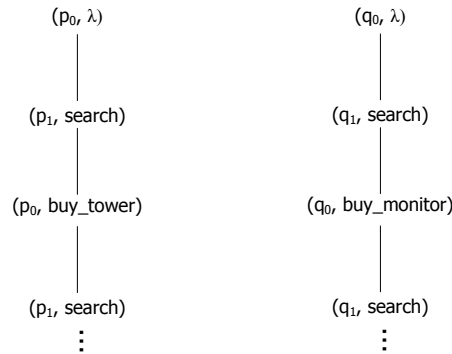 (p₀, λ) (q₀, λ)
(p₁, search) (q₁, search)
(p₀, buy_tower) (q₀, buy_monitor)
(p₁, search) (q₁, search)
⋮ ⋮